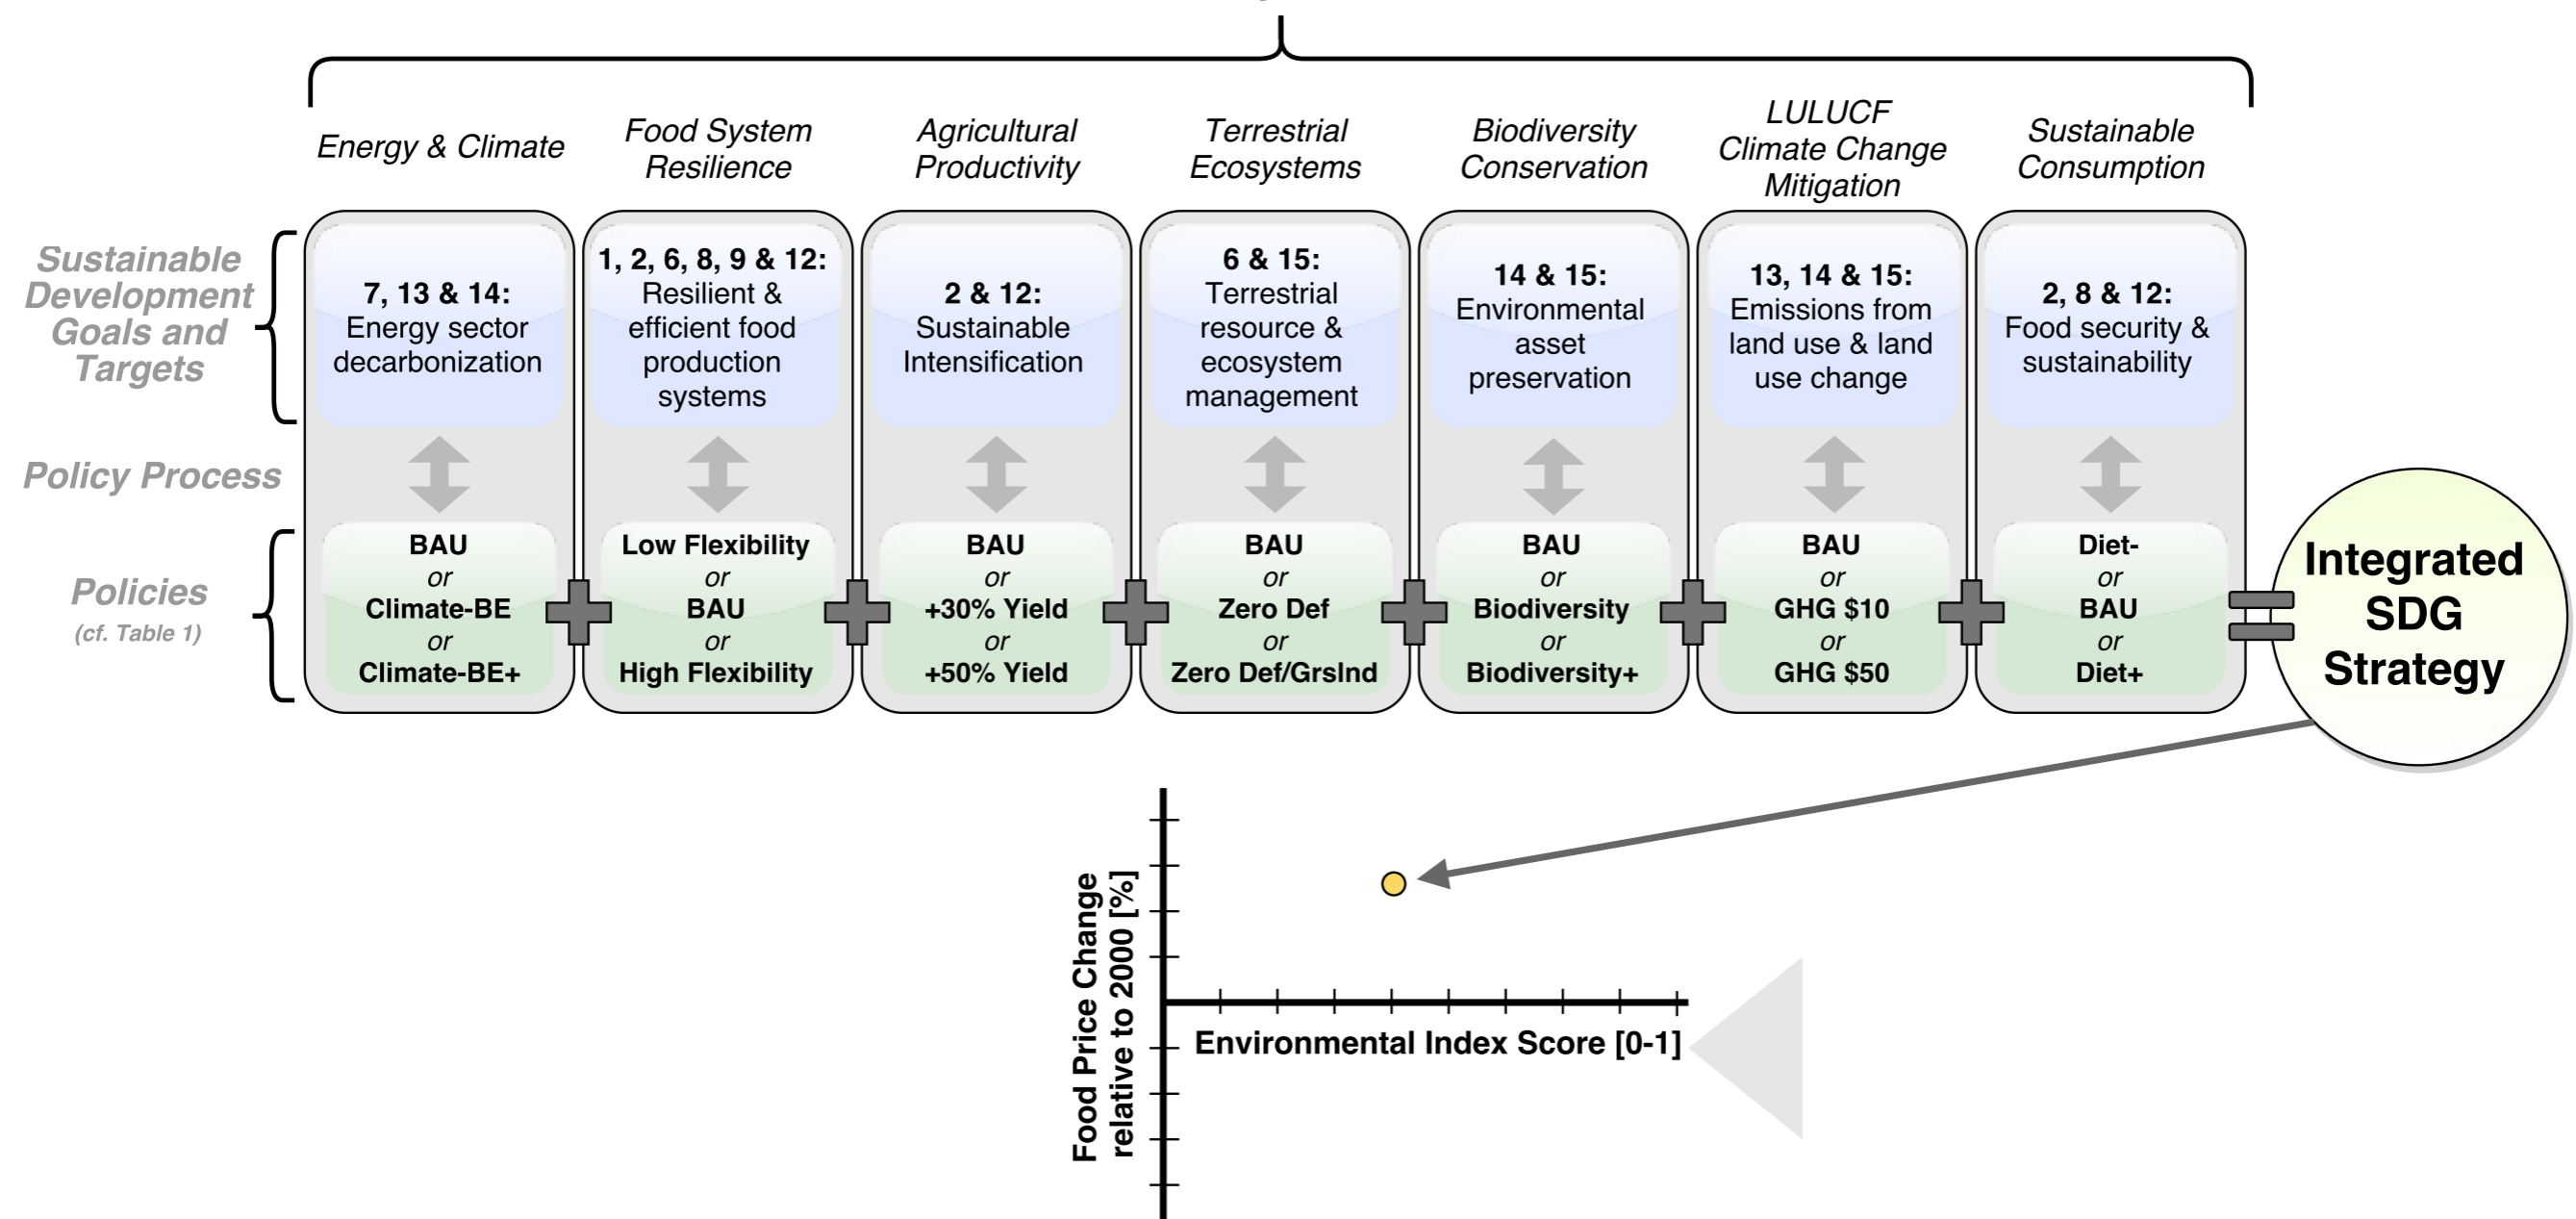 Energy & Climate
Food System
Resilience
Agricultural
Productivity
Terrestrial
Ecosystems
Biodiversity
Conservation
LULUCF
Climate Change
Mitigation
Sustainable
Consumption
Sustainable
Development
Goals and
Targets
7, 13 & 14:
Energy sector
decarbonization
1, 2, 6, 8, 9 & 12:
Resilient &
efficient food
production
systems
2 & 12:
Sustainable
Intensification
6 & 15:
Terrestrial
resource &
ecosystem
management
14 & 15:
Environmental
asset
preservation
13, 14 & 15:
Emissions from
land use & land
use change
2, 8 & 12:
Food security &
sustainability
Policy Process
Policies
(cf. Table 1)
BAU
or
Climate-BE
or
Climate-BE+
Low Flexibility
or
BAU
or
High Flexibility
BAU
or
+30% Yield
or
+50% Yield
BAU
or
Zero Def
or
Zero Def/Grslnd
BAU
or
Biodiversity
or
Biodiversity+
BAU
or
GHG $10
or
GHG $50
Diet-
or
BAU
or
Diet+
Integrated
SDG
Strategy
Food Price Change
relative to 2000 [%]
Environmental Index Score [0-1]